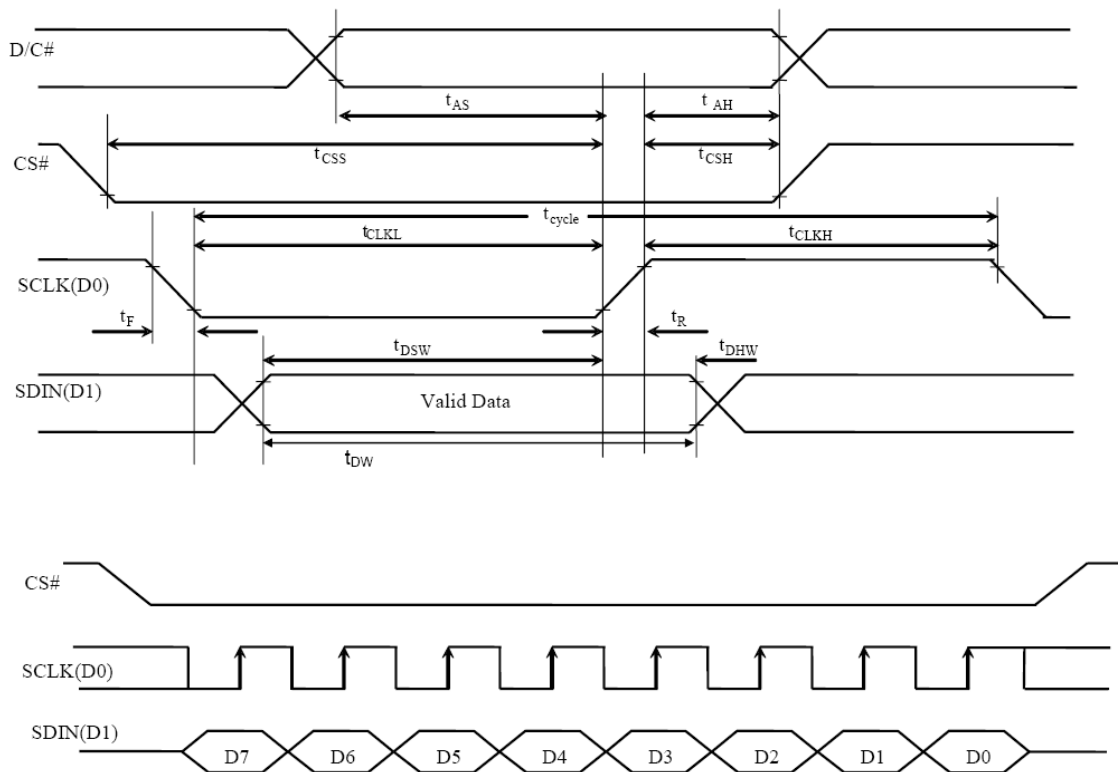 D/C#
tAS
t AH
tCSS
tCSH
CS#
tcycle
tCLKL
tCLKH
SCLK(D0)
tF
tR
tDSW
tDHW
SDIN(D1)
Valid Data
tDW
CS#
SCLK(D0)
SDIN(D1)
D7 D6 D5 D4 D3 D2 D1 D0